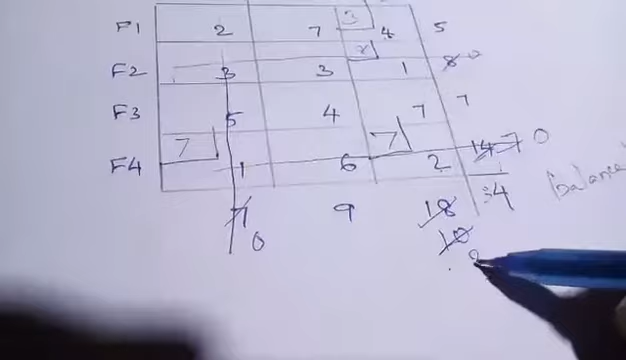 F1 2 7 3 4 5
F2 3 3 8 1 8 0
F3 5 4 7 7
F4 7 1 6 7 2 14 7 0
7 9 18 34 (balance
0 10